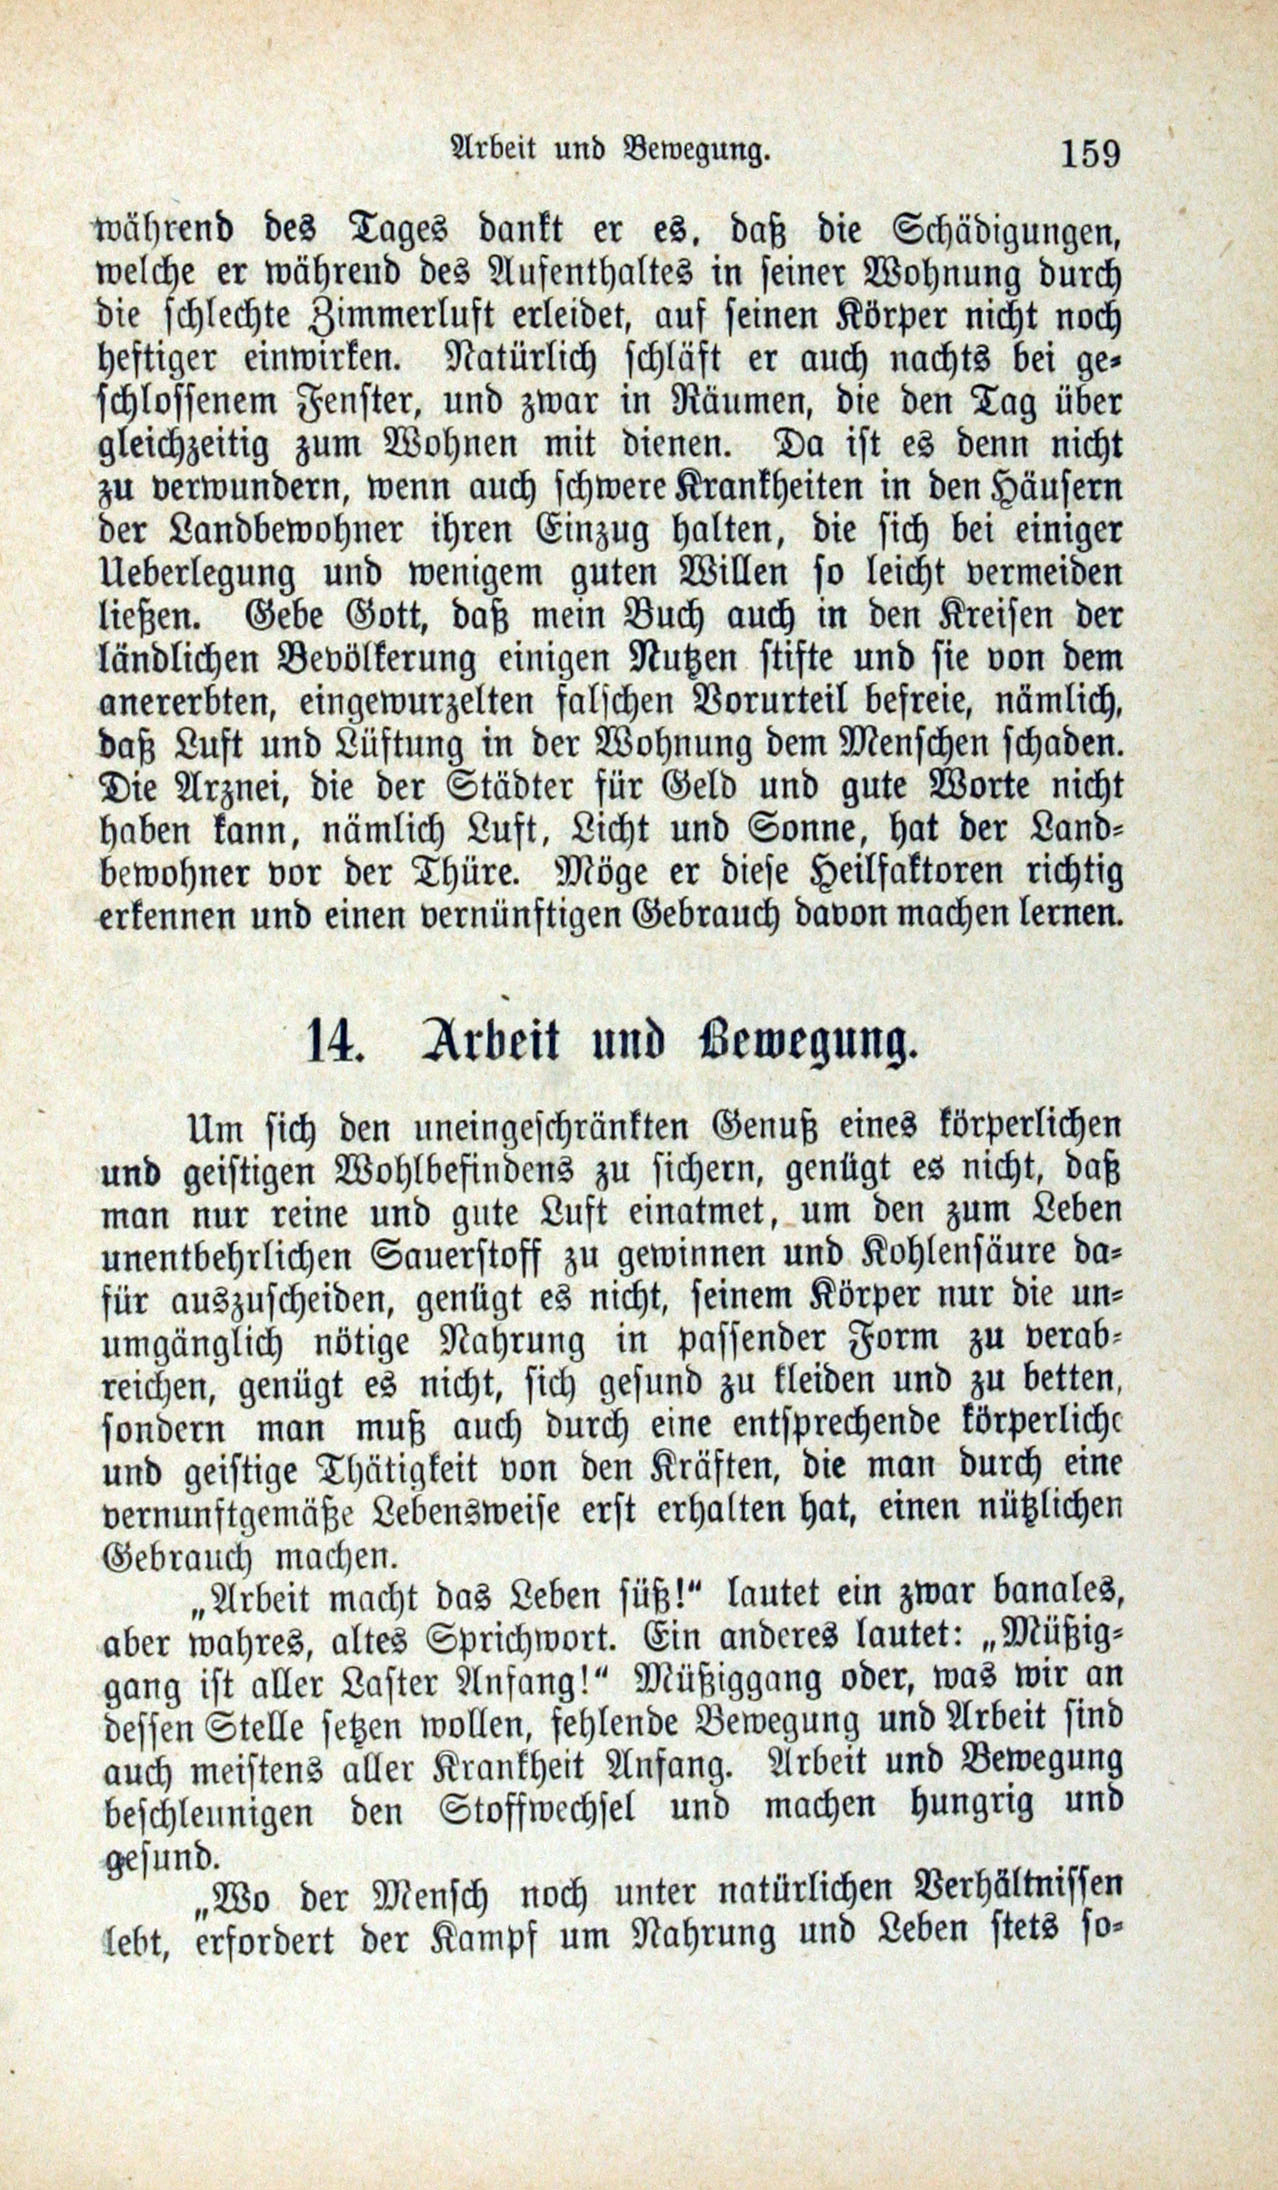 Arbeit und Bewegung. 159
während des Tages dankt er es, daß die Schädigungen,
welche er während des Aufenthaltes in seiner Wohnung durch
die schlechte Zimmerluft erleidet, auf seinen Körper nicht noch
heftiger einwirken. Natürlich schläft er auch nachts bei ge-
schlossenem Fenster, und zwar in Räumen, die den Tag über
gleichzeitig zum Wohnen mit dienen. Da ist es denn nicht
zu verwundern, wenn auch schwere Krankheiten in den Häusern
der Landbewohner ihren Einzug halten, die sich bei einiger
Ueberlegung und wenigem guten Willen so leicht vermeiden
ließen. Gebe Gott, daß mein Buch auch in den Kreisen der
ländlichen Bevölkerung einigen Nutzen stifte und sie von dem
anererbten, eingewurzelten falschen Vorurteil befreie, nämlich,
daß Luft und Lüftung in der Wohnung dem Menschen schaden.
Die Arznei, die der Städter für Geld und gute Worte nicht
haben kann, nämlich Luft, Licht und Sonne, hat der Land-
bewohner vor der Thüre. Möge er diese Heilfaktoren richtig
erkennen und einen vernünftigen Gebrauch davon machen lernen.
14. Arbeit und Bewegung.
Um sich den uneingeschränkten Genuß eines körperlichen
und geistigen Wohlbefindens zu sichern, genügt es nicht, daß
man nur reine und gute Luft einatmet, um den zum Leben
unentbehrlichen Sauerstoff zu gewinnen und Kohlensäure da-
für auszuscheiden, genügt es nicht, seinem Körper nur die un-
umgänglich nötige Nahrung in passender Form zu verab-
reichen, genügt es nicht, sich gesund zu kleiden und zu betten,
sondern man muß auch durch eine entsprechende körperliche
und geistige Thätigkeit von den Kräften, die man durch eine
vernunftgemäße Lebensweise erst erhalten hat, einen nützlichen
Gebrauch machen.
„Arbeit macht das Leben süß!“ lautet ein zwar banales,
aber wahres, altes Sprichwort. Ein anderes lautet: „Müßig-
gang ist aller Laster Anfang!“ Müßiggang oder, was wir an
dessen Stelle setzen wollen, fehlende Bewegung und Arbeit sind
auch meistens aller Krankheit Anfang. Arbeit und Bewegung
beschleunigen den Stoffwechsel und machen hungrig und
gesund.
„Wo der Mensch noch unter natürlichen Verhältnissen
lebt, erfordert der Kampf um Nahrung und Leben stets so-